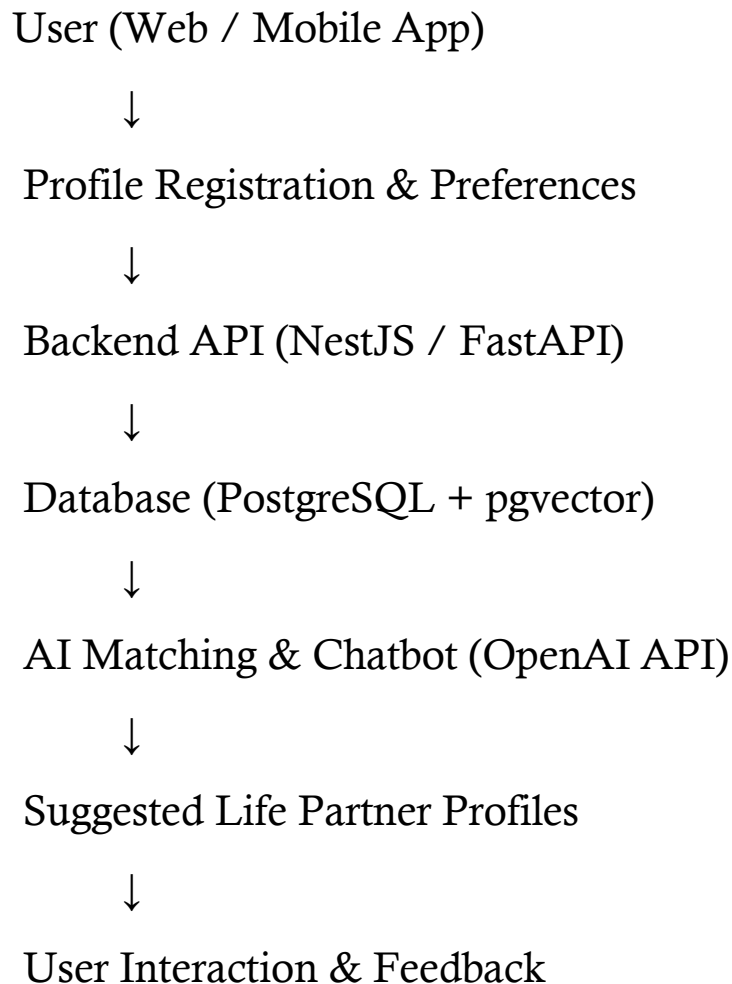 User (Web / Mobile App)
↓
Profile Registration & Preferences
↓
Backend API (NestJS / FastAPI)
↓
Database (PostgreSQL + pgvector)
↓
AI Matching & Chatbot (OpenAI API)
↓
Suggested Life Partner Profiles
↓
User Interaction & Feedback